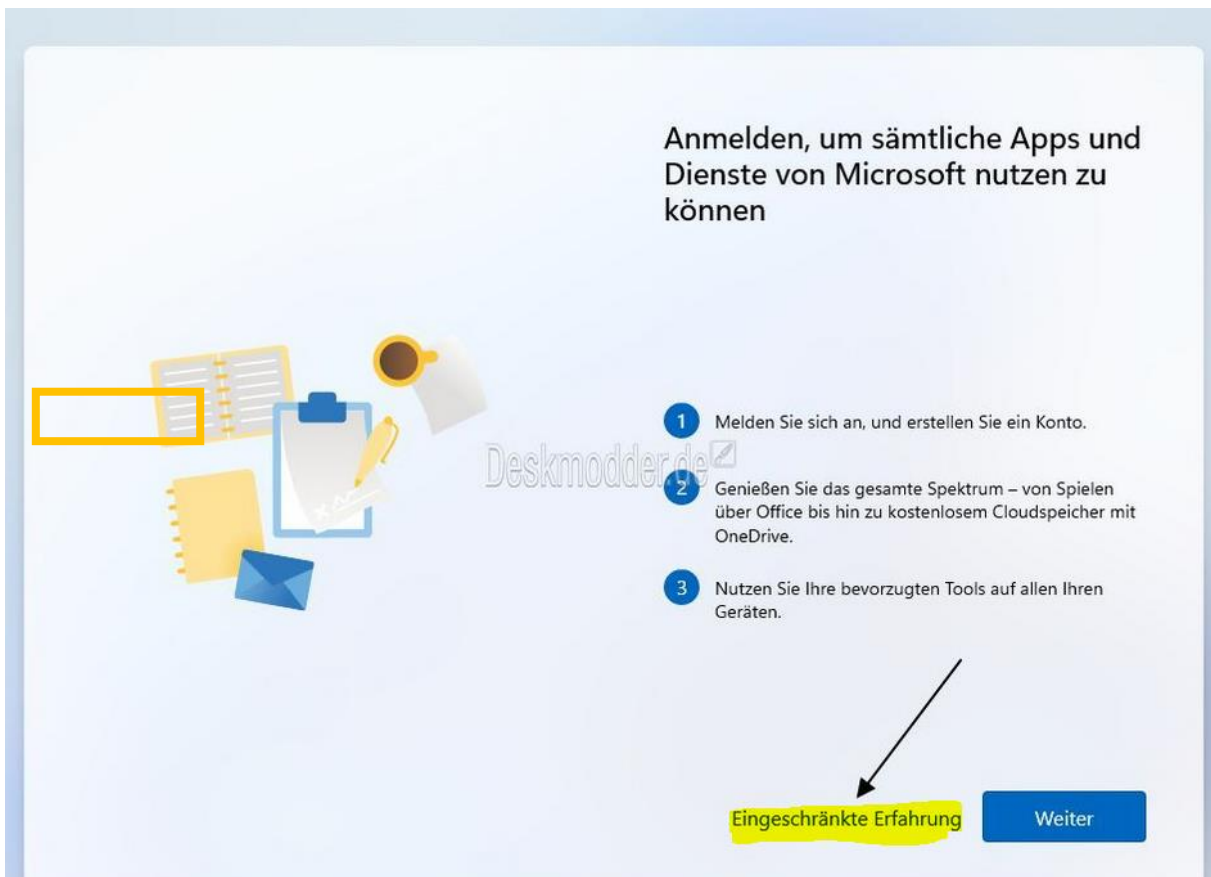 Anmelden, um sämtliche Apps und
Dienste von Microsoft nutzen zu
können
1 Melden Sie sich an, und erstellen Sie ein Konto.
Deskmodder.de
2 Genießen Sie das gesamte Spektrum – von Spielen
über Office bis hin zu kostenlosem Cloudspeicher mit
OneDrive.
3 Nutzen Sie Ihre bevorzugten Tools auf allen Ihren
Geräten.
Eingeschränkte Erfahrung
Weiter